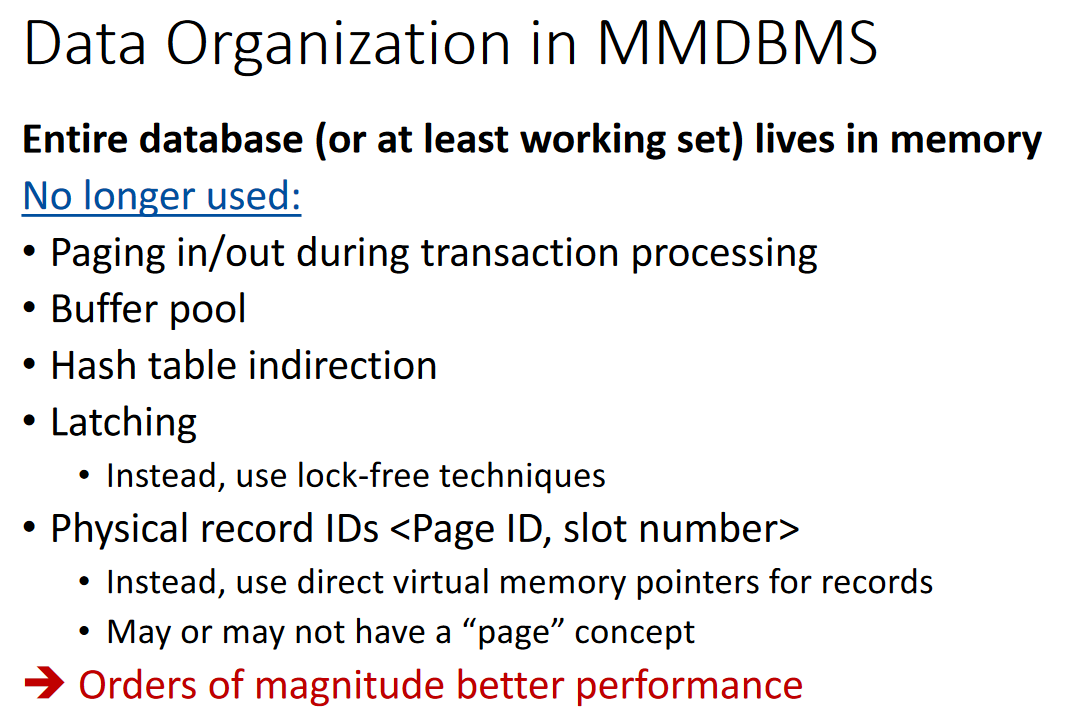 Data Organization in MMDBMS
Entire database (or at least working set) lives in memory
No longer used:
• Paging in/out during transaction processing
• Buffer pool
• Hash table indirection
• Latching
• Instead, use lock-free techniques
• Physical record IDs <Page ID, slot number>
• Instead, use direct virtual memory pointers for records
• May or may not have a “page” concept
➔ Orders of magnitude better performance